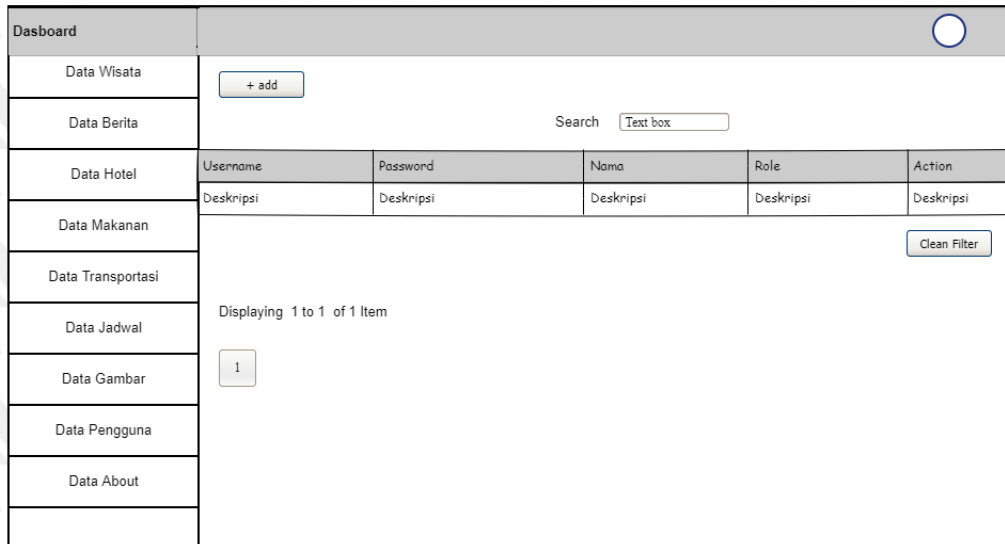 Dasboard
Data Wisata
Data Berita
Data Hotel
Data Makanan
Data Transportasi
Data Jadwal
Data Gambar
Data Pengguna
Data About
+ add
Search Text box
Username Password Nama Role Action
Deskripsi Deskripsi Deskripsi Deskripsi Deskripsi
Clean Filter
Displaying 1 to 1 of 1 Item
1